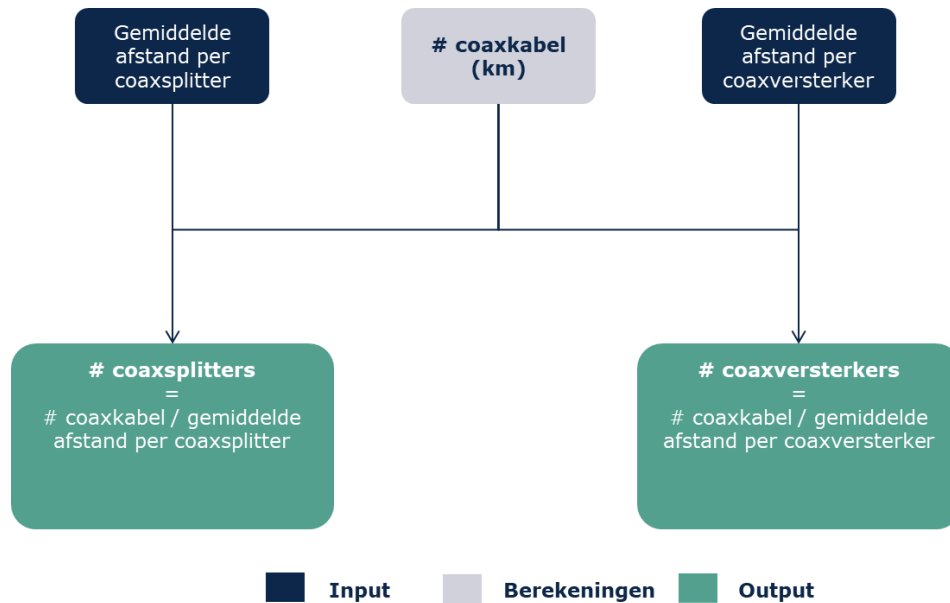 Gemiddelde
afstand per
coaxsplitter
# coaxkabel
(km)
Gemiddelde
afstand per
coaxversterker
# coaxsplitters
=
# coaxkabel / gemiddelde
afstand per coaxsplitter
# coaxversterkers
=
# coaxkabel / gemiddelde
afstand per coaxversterker
Input
Berekeningen
Output